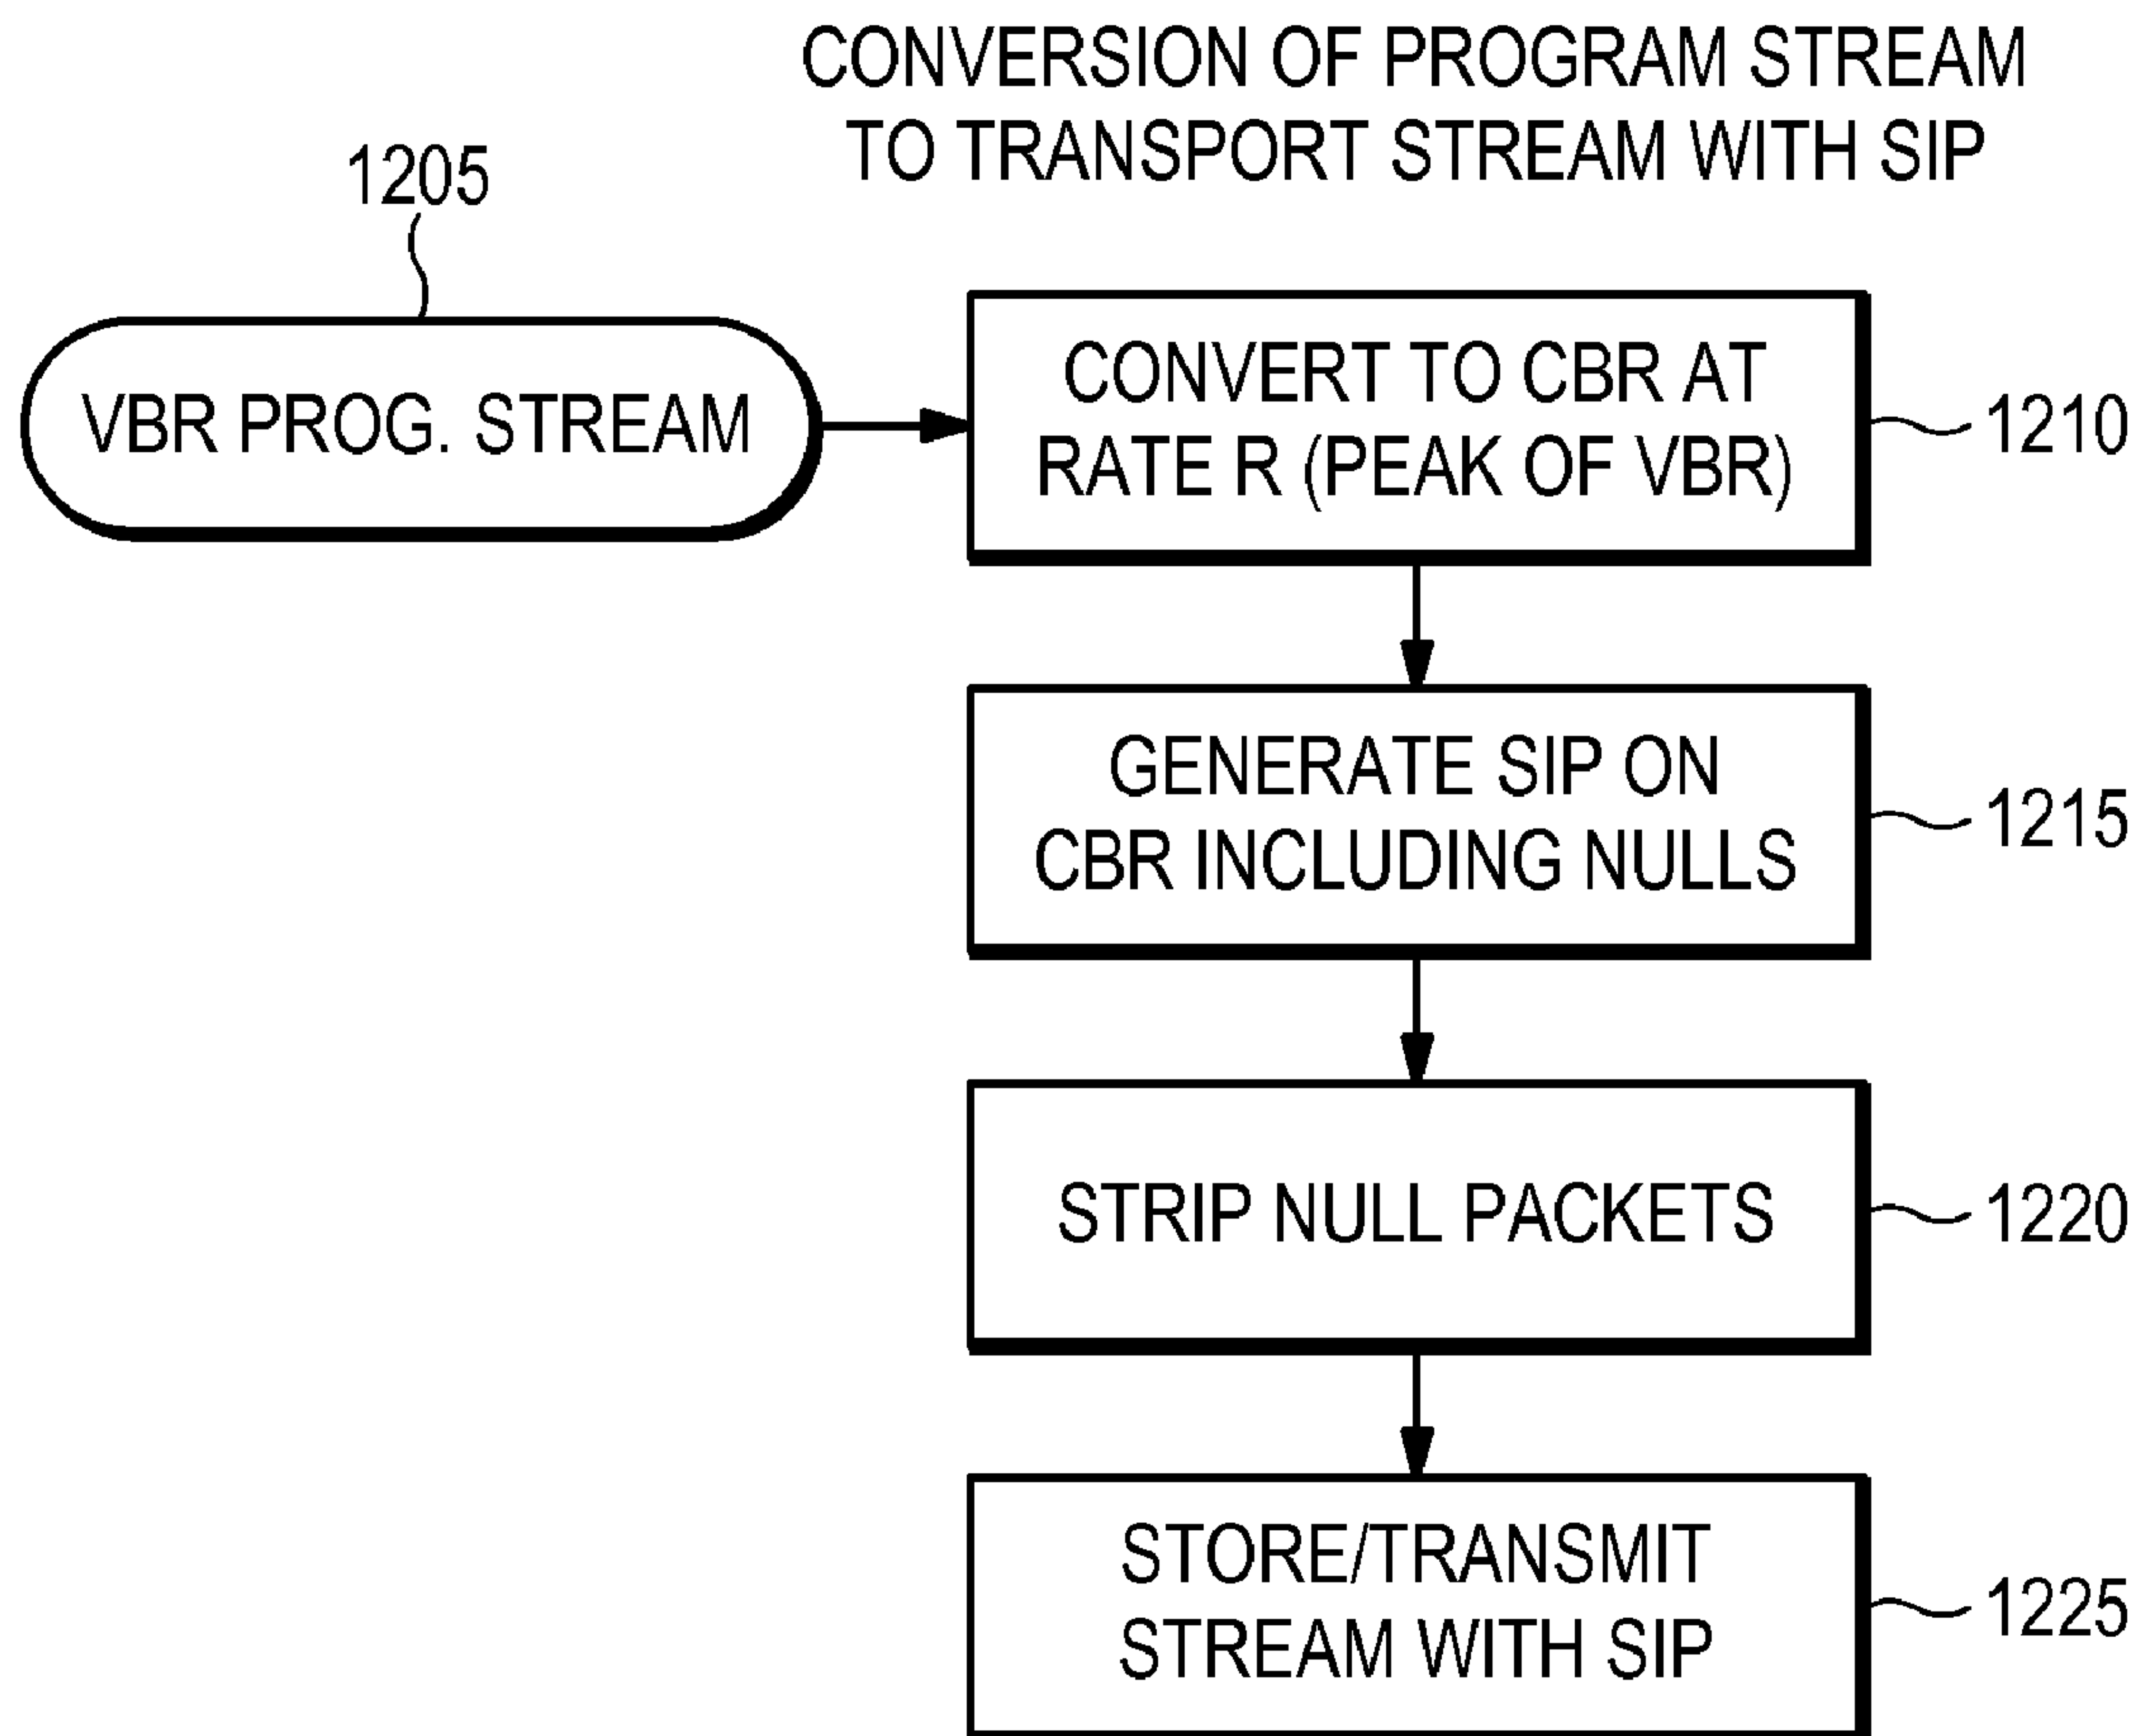 CONVERSION OF PROGRAM STREAM
TO TRANSPORT STREAM WITH SIP
1205
VBR PROG. STREAM
CONVERT TO CBR AT
RATE R (PEAK OF VBR)
1210
GENERATE SIP ON
CBR INCLUDING NULLS
1215
STRIP NULL PACKETS
1220
STORE/TRANSMIT
STREAM WITH SIP
1225